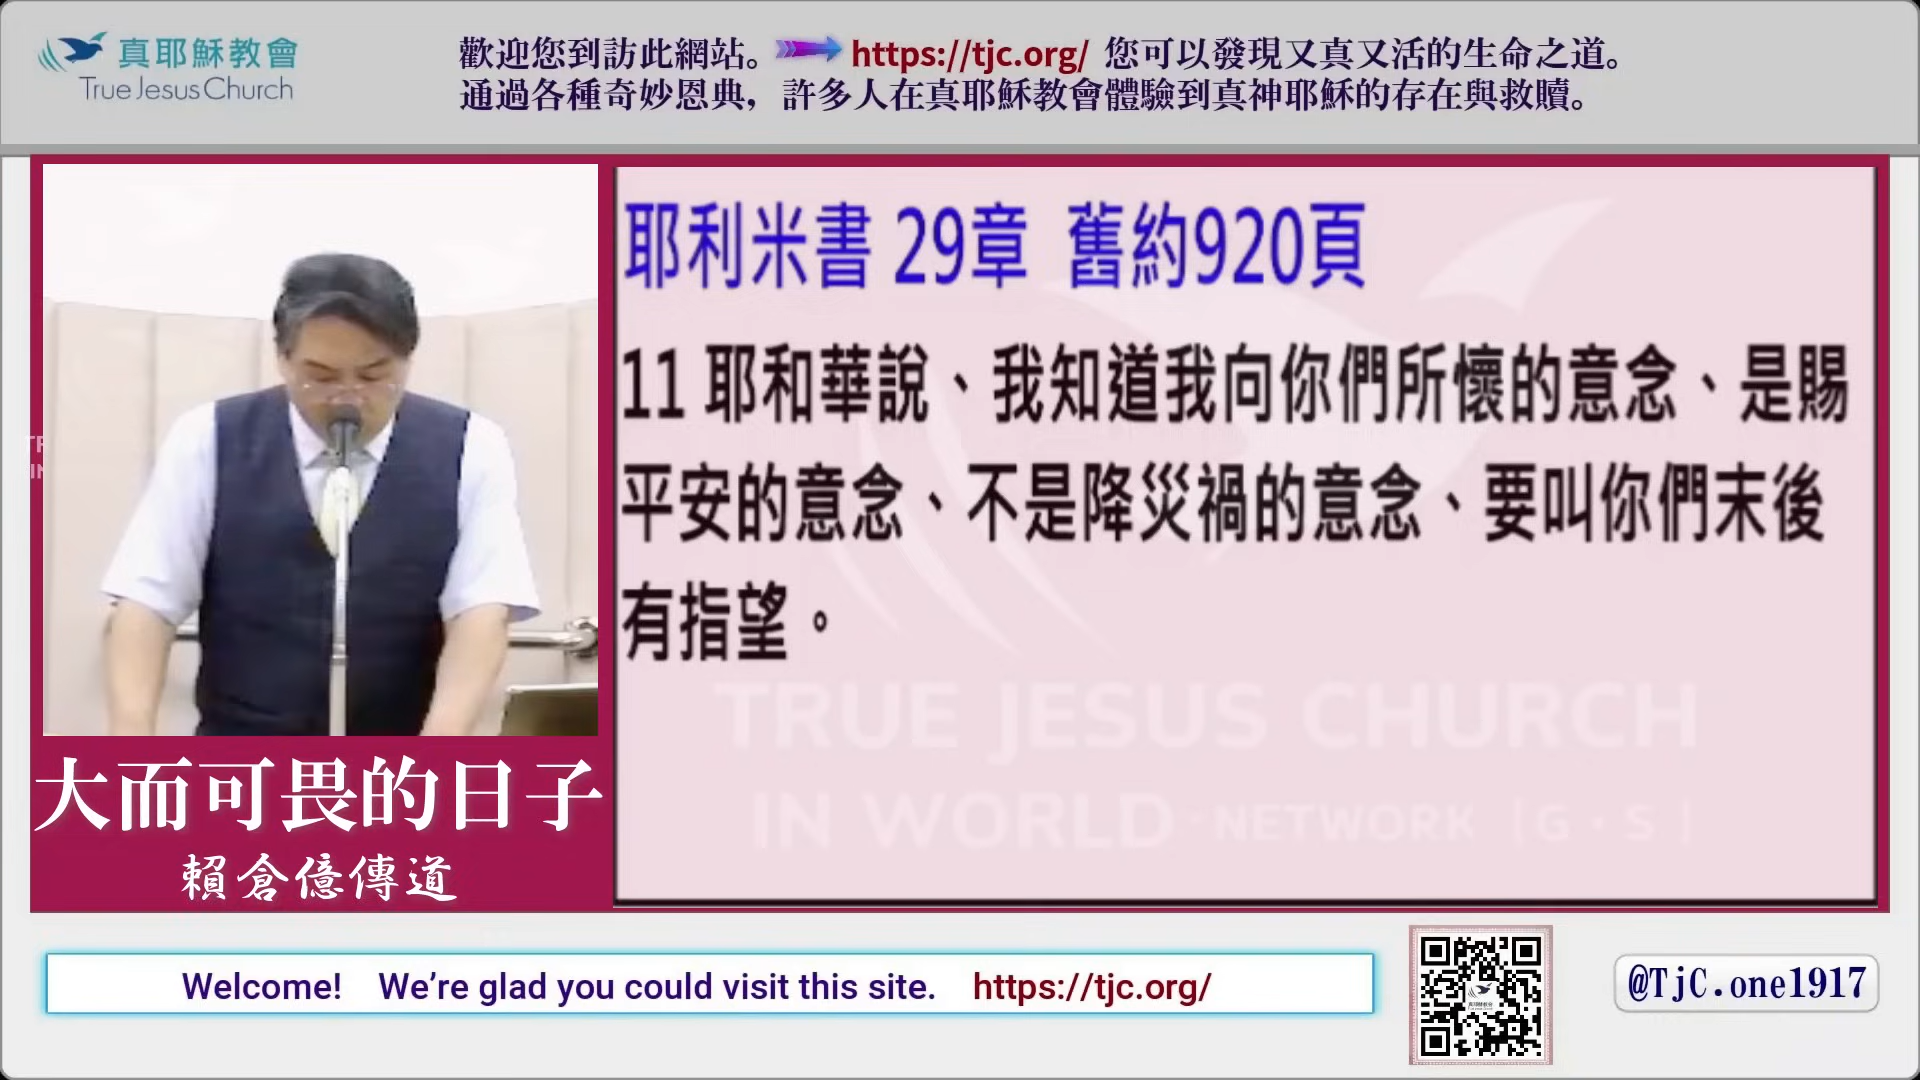 真耶穌教會
True Jesus Church
歡迎您到訪此網站。 https://tjc.org/ 您可以發現又真又活的生命之道。
通過各種奇妙恩典，許多人在真耶穌教會體驗到真神耶穌的存在與救贖。
耶利米書 29章 舊約920頁
11 耶和華說、我知道我向你們所懷的意念、是賜
平安的意念、不是降災禍的意念、要叫你們末後
有指望。
TRUE JESUS CHURCH
IN WORLD-NETWORK [G·S]
大而可畏的日子
賴倉億傳道
Welcome! We’re glad you could visit this site. https://tjc.org/
@TjC.one1917